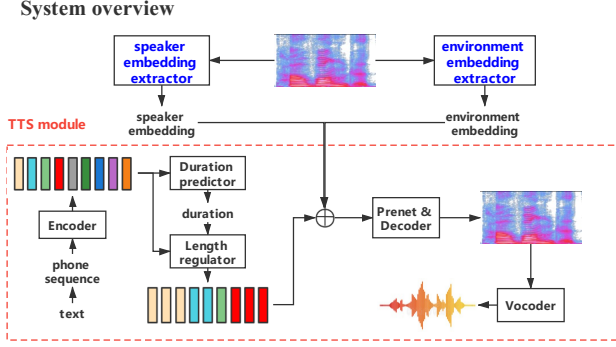 System overview
speaker
embedding
extractor
environment
embedding
extractor
speaker
embedding
environment
embedding
TTS module
Duration
predictor
duration
Length
regulator
Encoder
phone
sequence
text
Prenet &
Decoder
Vocoder